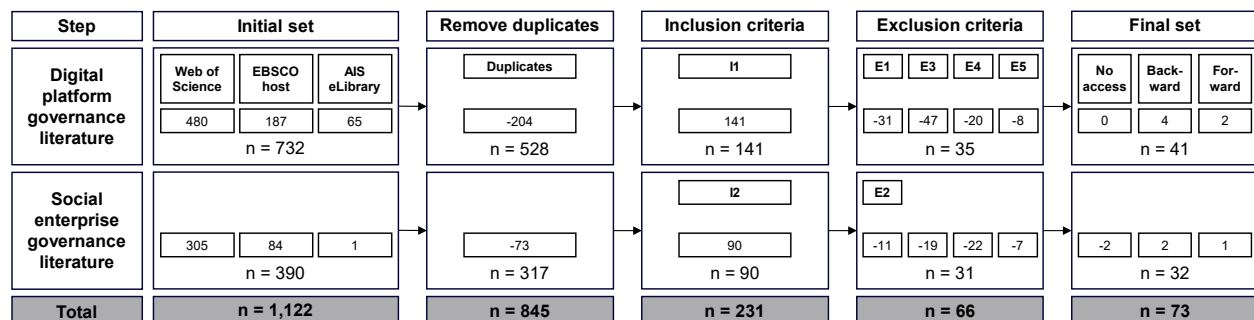 Step
Initial set
Remove duplicates
Inclusion criteria
Exclusion criteria
Final set
Digital
platform
governance
literature
Web of
Science
EBSCO
host
AIS
eLibrary
480
187
65
n = 732
Duplicates
-204
n = 528
I1
141
n = 141
E1
E3
E4
E5
-31
-47
-20
-8
n = 35
No
access
Back-
ward
For-
ward
0
4
2
n = 41
Social
enterprise
governance
literature
305
84
1
n = 390
-73
n = 317
I2
90
n = 90
E2
-11
-19
-22
-7
n = 31
-2
2
1
n = 32
Total
n = 1,122
n = 845
n = 231
n = 66
n = 73